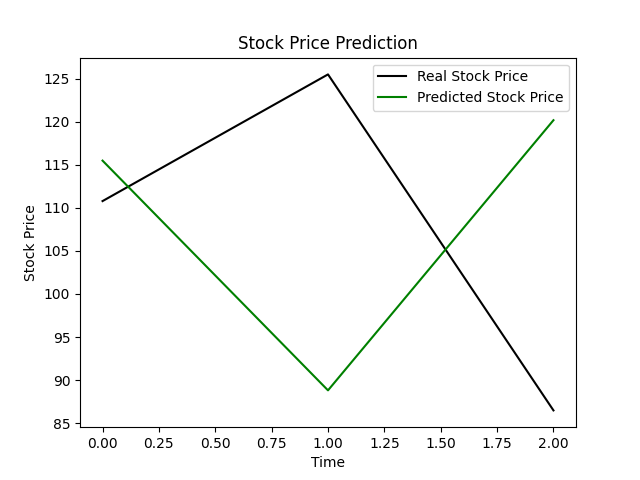 Stock Price Prediction
Real Stock Price
Predicted Stock Price
Stock Price
125
120
115
110
105
100
95
90
85
0.00 0.25 0.50 0.75 1.00 1.25 1.50 1.75 2.00
Time